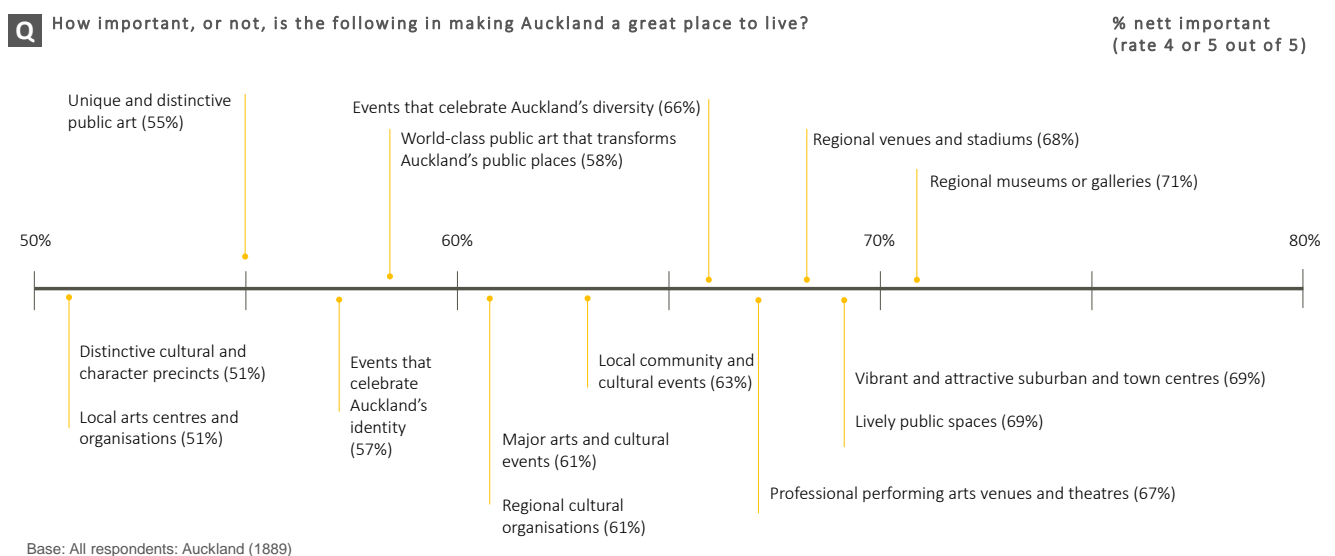 Q How important, or not, is the following in making Auckland a great place to live?
% nett important
(rate 4 or 5 out of 5)
Unique and distinctive
public art (55%)
Events that celebrate Auckland’s diversity (66%)
World-class public art that transforms
Auckland’s public places (58%)
Regional venues and stadiums (68%)
Regional museums or galleries (71%)
50%
60%
70%
80%
Distinctive cultural and
character precincts (51%)
Local arts centres and
organisations (51%)
Events that
celebrate
Auckland’s
identity
(57%)
Major arts and cultural
events (61%)
Regional cultural
organisations (61%)
Local community and
cultural events (63%)
Professional performing arts venues and theatres (67%)
Vibrant and attractive suburban and town centres (69%)
Lively public spaces (69%)
Base: All respondents: Auckland (1889)